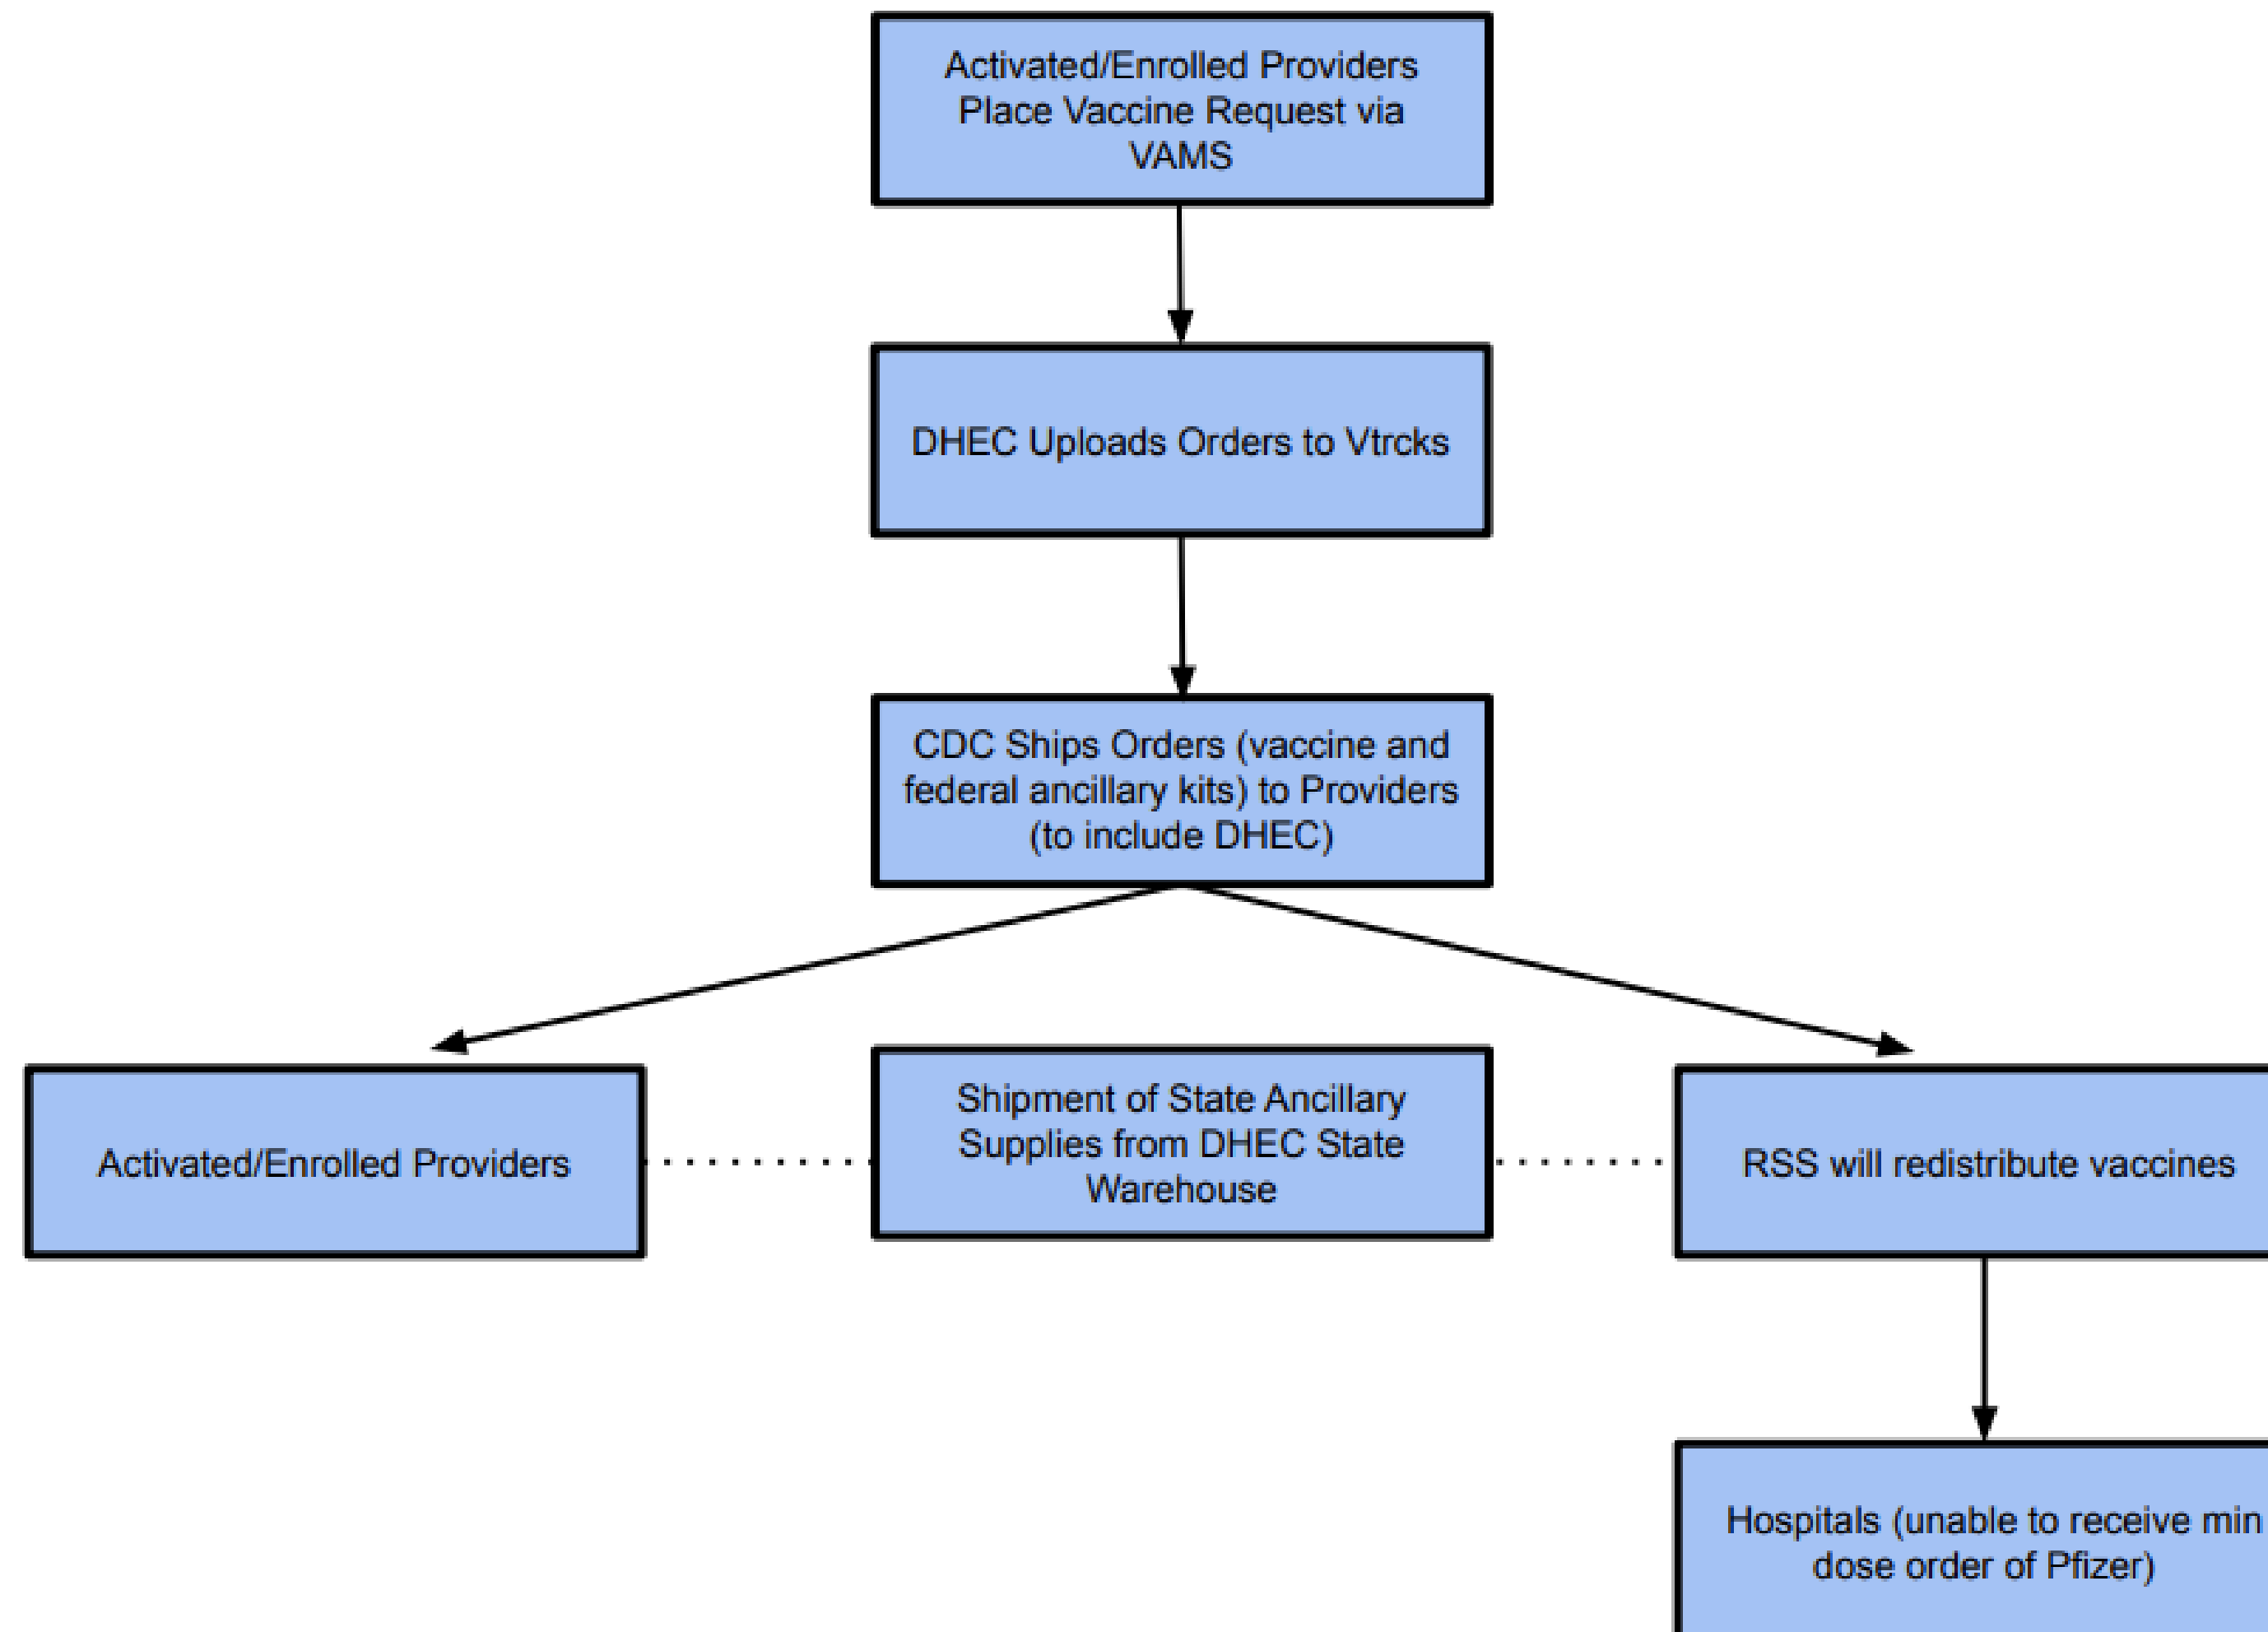 Activated/Enrolled Providers
Place Vaccine Request via
VAMS
DHEC Uploads Orders to Vtrcks
CDC Ships Orders (vaccine and
federal ancillary kits) to Providers
(to include DHEC)
Activated/Enrolled Providers
Shipment of State Ancillary
Supplies from DHEC State
Warehouse
RSS will redistribute vaccines
Hospitals (unable to receive min
dose order of Pfizer)